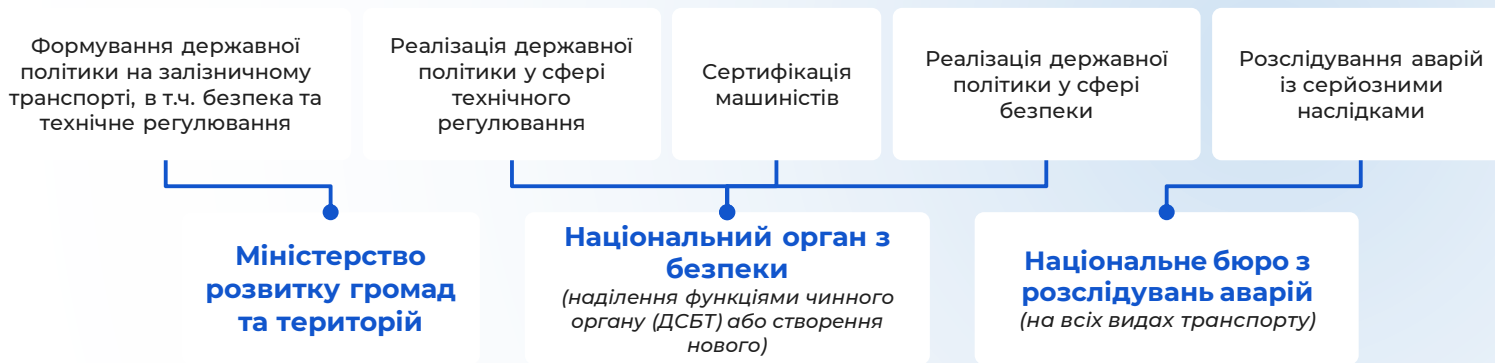 Формування державної
політики на залізничному
транспорті, в т.ч. безпека та
технічне регулювання
Реалізація державної
політики у сфері
технічного
регулювання
Сертифікація
машиністів
Реалізація державної
політики у сфері
безпеки
Розслідування аварій
із серйозними
наслідками
Міністерство
розвитку громад
та територій
Національний орган з
безпеки
(наділення функціями чинного
органу (ДСБТ) або створення
нового)
Національне бюро з
розслідувань аварій
(на всіх видах транспорту)